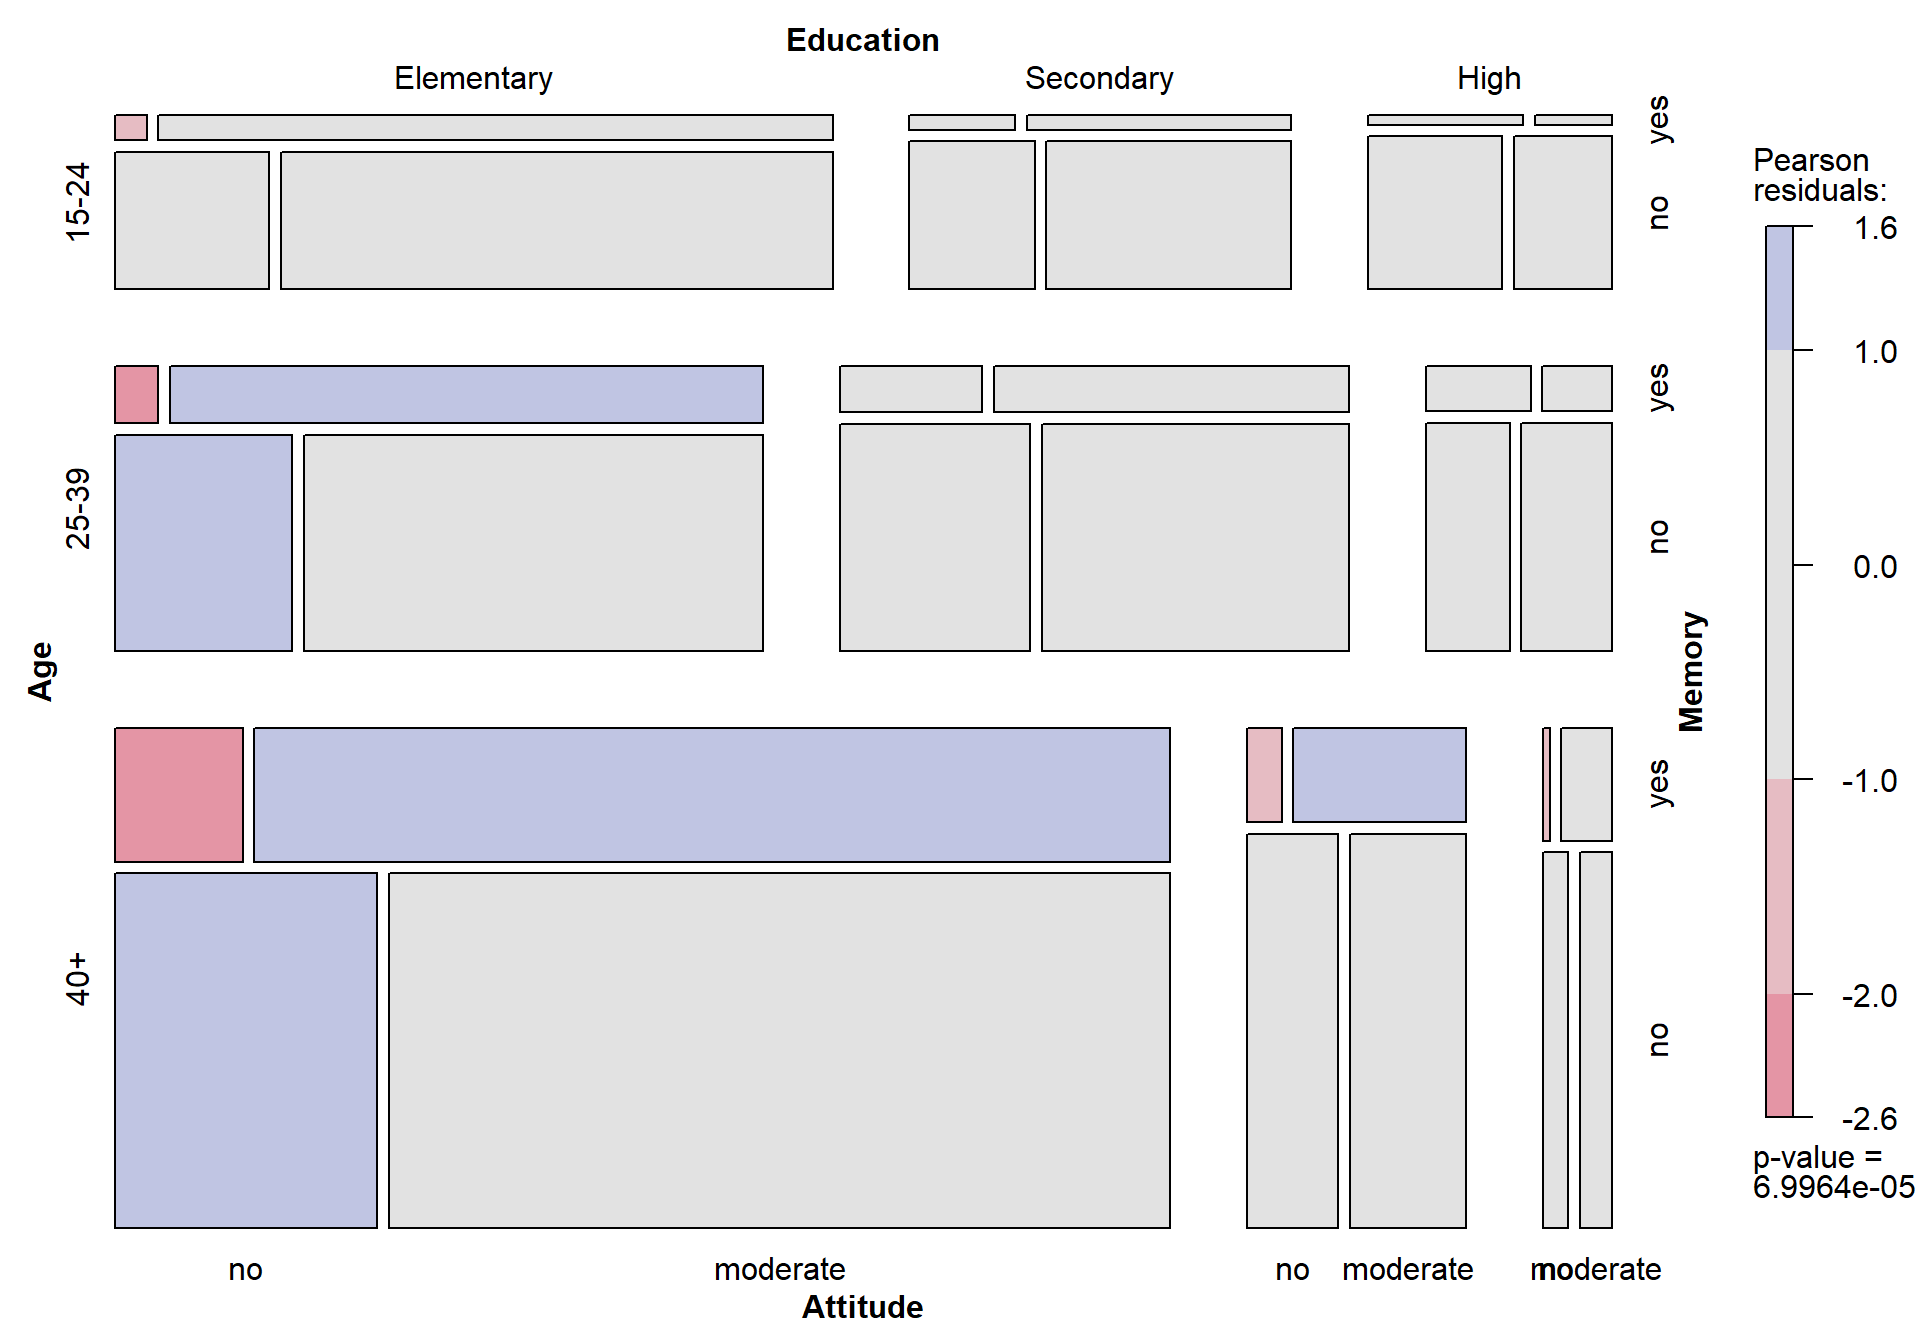 Education
Elementary Secondary High
15-24
25-39
40+
Age
yes
no
yes
no
yes
no
Memory
no moderate no moderate no moderate
Attitude
Pearson
residuals:
1.6
1.0
0.0
-1.0
-2.0
-2.6
p-value =
6.9964e-05